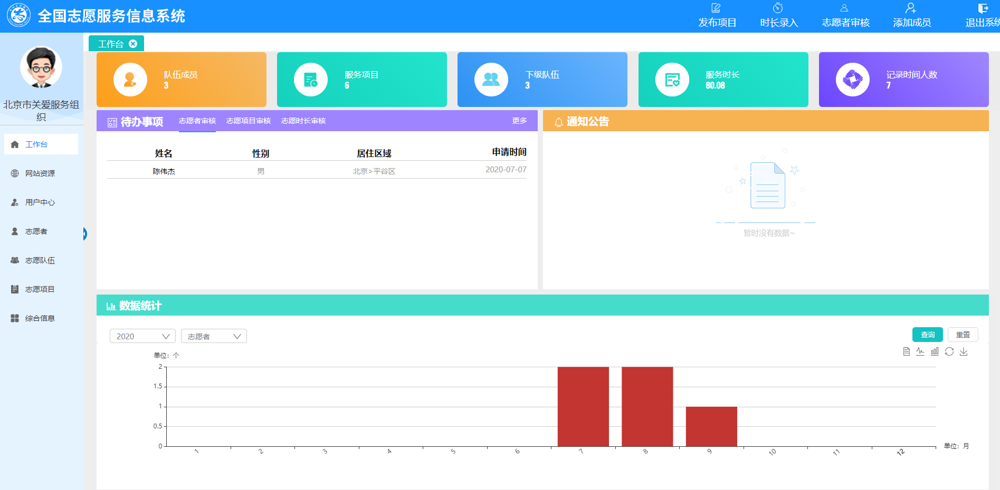 全国志愿服务信息系统
发布项目
时长录入
志愿者审核
添加成员
退出系统
北京市关爱服务组
织
工作台
网站资源
用户中心
志愿者
志愿队伍
志愿项目
综合信息
工作台
队伍成员
3
服务项目
6
下级队伍
3
服务时长
80.08
记录时间人数
7
待办事项 志愿者审核 志愿项目审核 志愿时长审核 更多
姓名 性别 居住区域 申请时间
陈伟杰 男 北京>平谷区 2020-07-07
通知公告
暂时没有数据~
数据统计
2020 志愿者 查询 重置
单位：个
2
1.5
1
0.5
0
1 2 3 4 5 6 7 8 9 10 11 12
单位：月